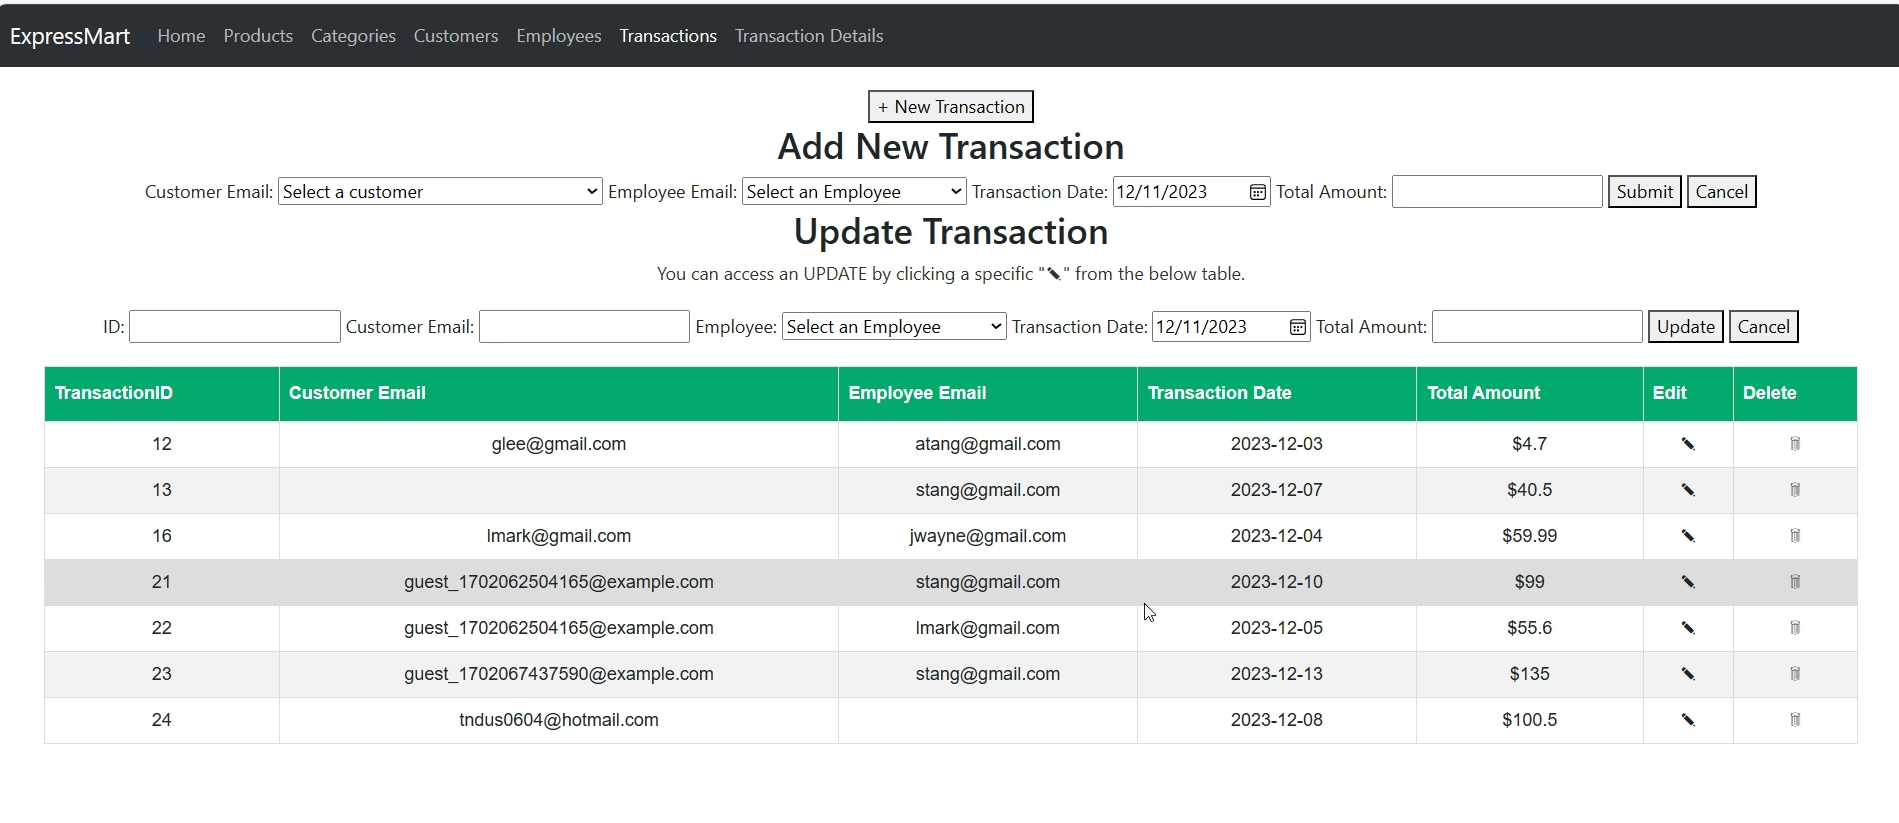 ExpressMart Home Products Categories Customers Employees Transactions Transaction Details
+ New Transaction
Add New Transaction
Customer Email: Select a customer Employee Email: Select an Employee Transaction Date: 12/11/2023 Total Amount: Submit Cancel
Update Transaction
You can access an UPDATE by clicking a specific "✎" from the below table.
ID: Customer Email: Employee: Select an Employee Transaction Date: 12/11/2023 Total Amount: Update Cancel
TransactionID Customer Email Employee Email Transaction Date Total Amount Edit Delete
12 glee@gmail.com atang@gmail.com 2023-12-03 $4.7
13 stang@gmail.com 2023-12-07 $40.5
16 lmark@gmail.com jwayne@gmail.com 2023-12-04 $59.99
21 guest_1702062504165@example.com stang@gmail.com 2023-12-10 $99
22 guest_1702062504165@example.com lmark@gmail.com 2023-12-05 $55.6
23 guest_1702067437590@example.com stang@gmail.com 2023-12-13 $135
24 tndus0604@hotmail.com 2023-12-08 $100.5